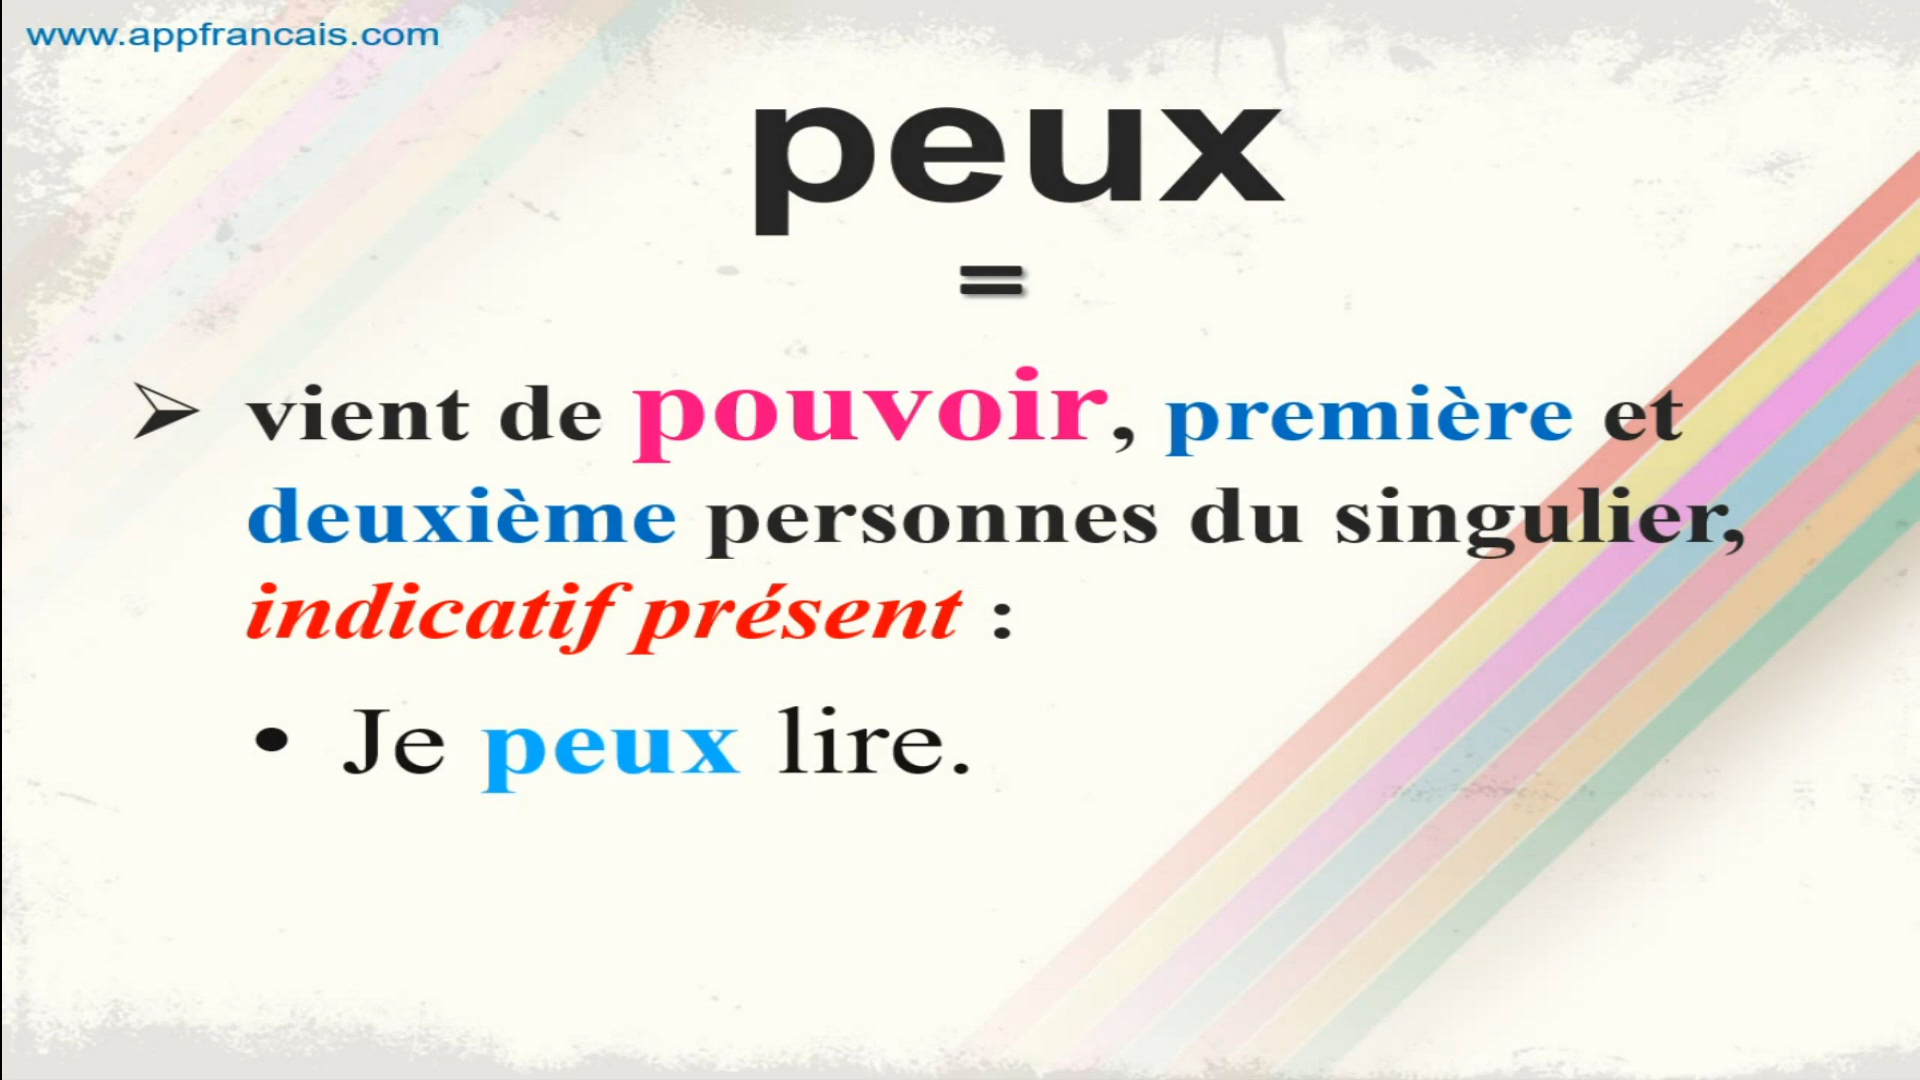 www.appfrancais.com
peux
=
➢ vient de pouvoir, première et
deuxième personnes du singulier,
indicatif présent :
• Je peux lire.